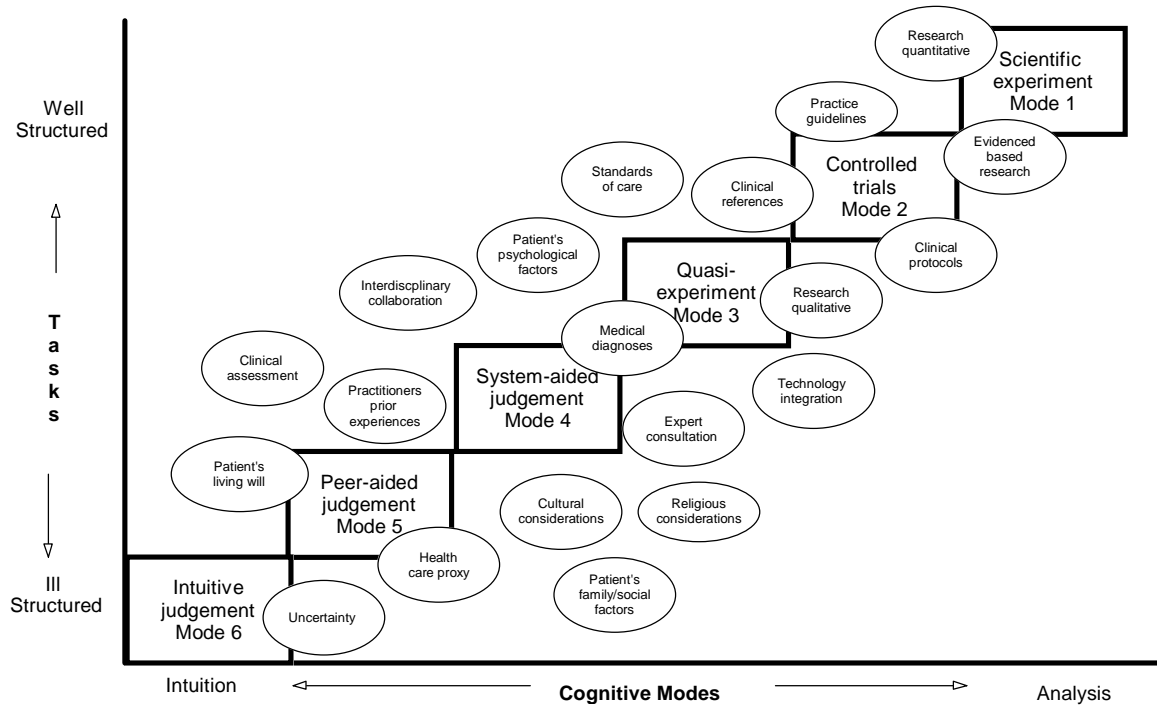 Research
quantitative
Scientific
experiment
Mode 1
Well
Structured
Practice
guidelines
Evidenced
based
research
Controlled
trials
Mode 2
Standards
of care
Clinical
references
Patient's
psychological
factors
Clinical
protocols
Interdiscplinary
collaboration
Quasi-
experiment
Mode 3
Research
qualitative
T
a
s
k
s
Medical
diagnoses
Clinical
assessment
Practitioners
prior
experiences
System-aided
judgement
Mode 4
Technology
integration
Expert
consultation
Patient's
living will
Peer-aided
judgement
Mode 5
Cultural
considerations
Religious
considerations
Health
care proxy
Ill
Structured
Intuitive
judgement
Mode 6
Uncertainty
Patient's
family/social
factors
Intuition
Cognitive Modes
Analysis